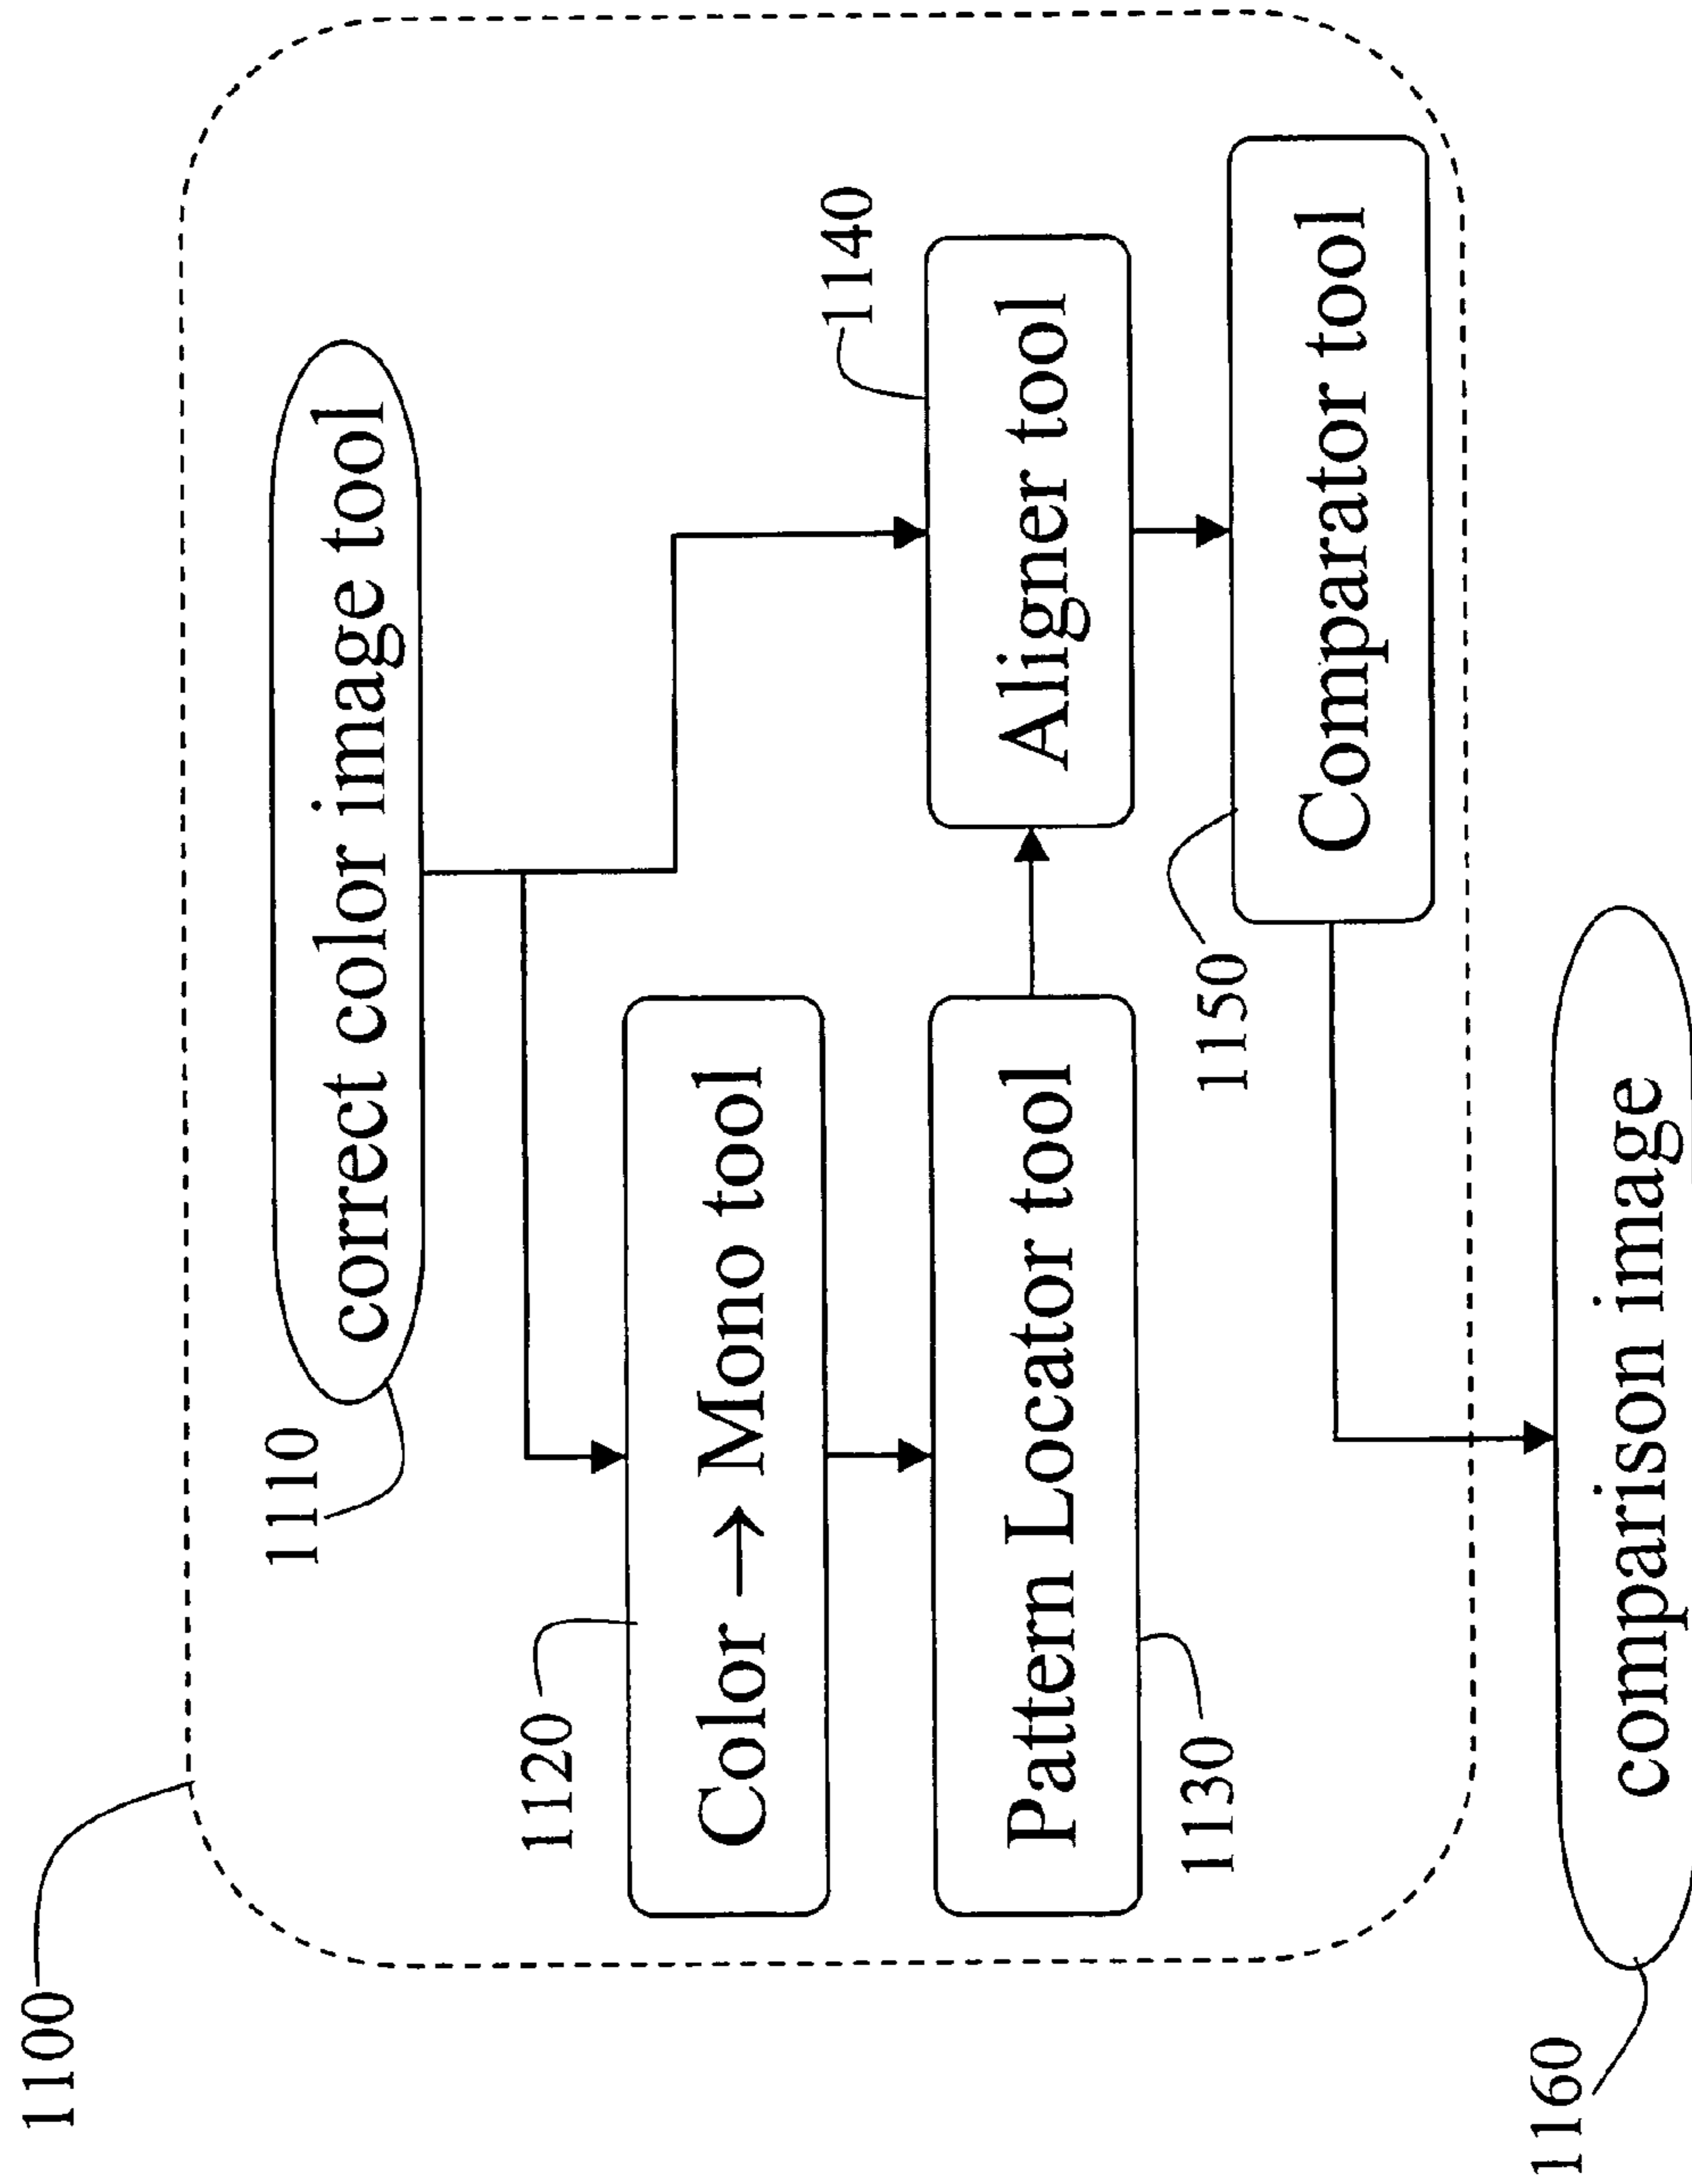 1100
1110
correct color image tool
1120
Color → Mono tool
1140
Pattern Locator tool
Aligner tool
1130
1150
Comparator tool
1160
comparison image